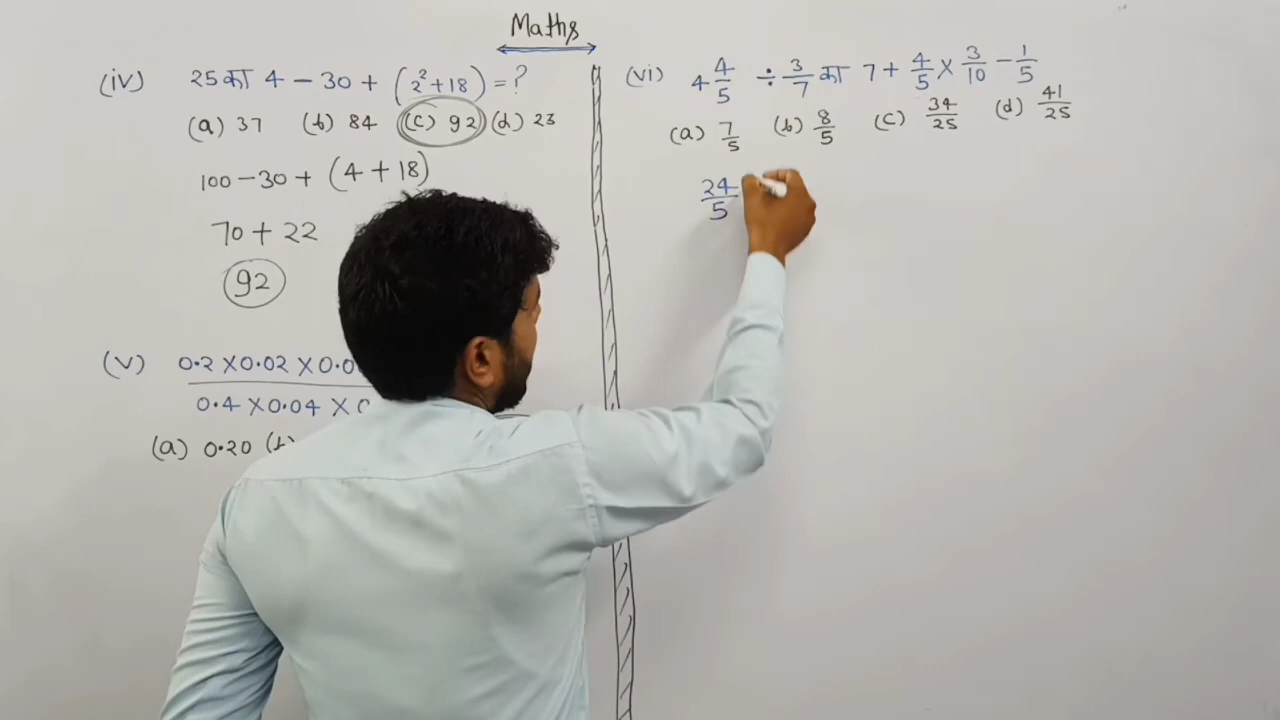 Maths
(iv) 25 का 4 - 30 + (2² + 18) = ?
(a) 37 (b) 84 (c) 92 (d) 23
100 - 30 + (4 + 18)
70 + 22
92
(v) 0.2 × 0.02 × 0.0
0.4 × 0.04 × 0
(a) 0.20 (b)
(vi) 4 4/5 ÷ 3/7 का 7 + 4/5 × 3/10 - 1/5
(a) 7/5 (b) 8/5 (c) 34/25 (d) 41/25
24/5